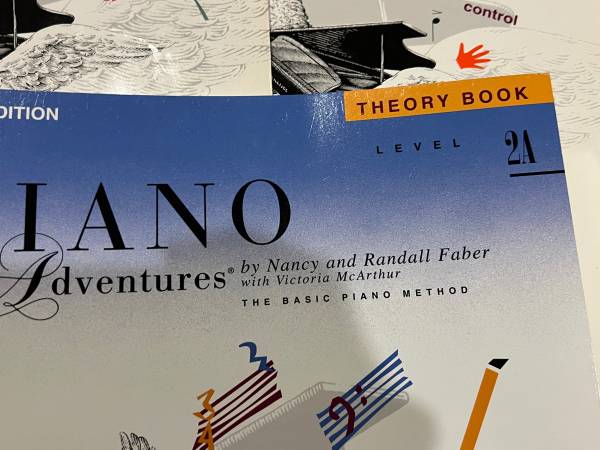 control
DITION
THEORY BOOK
LEVEL 2A
IANO
Adventures® by Nancy and Randall Faber
with Victoria McArthur
THE BASIC PIANO METHOD